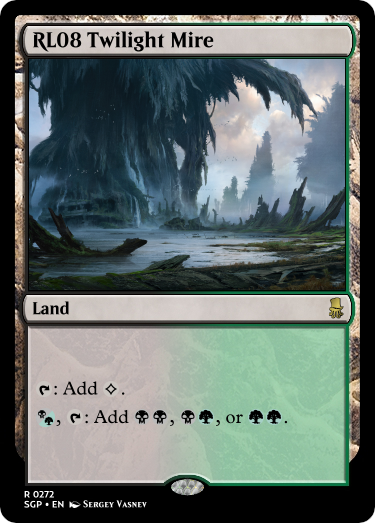 RL08 Twilight Mire
Land
: Add .
, : Add , , or .
R 0272
SGP • EN Sergey Vasnev